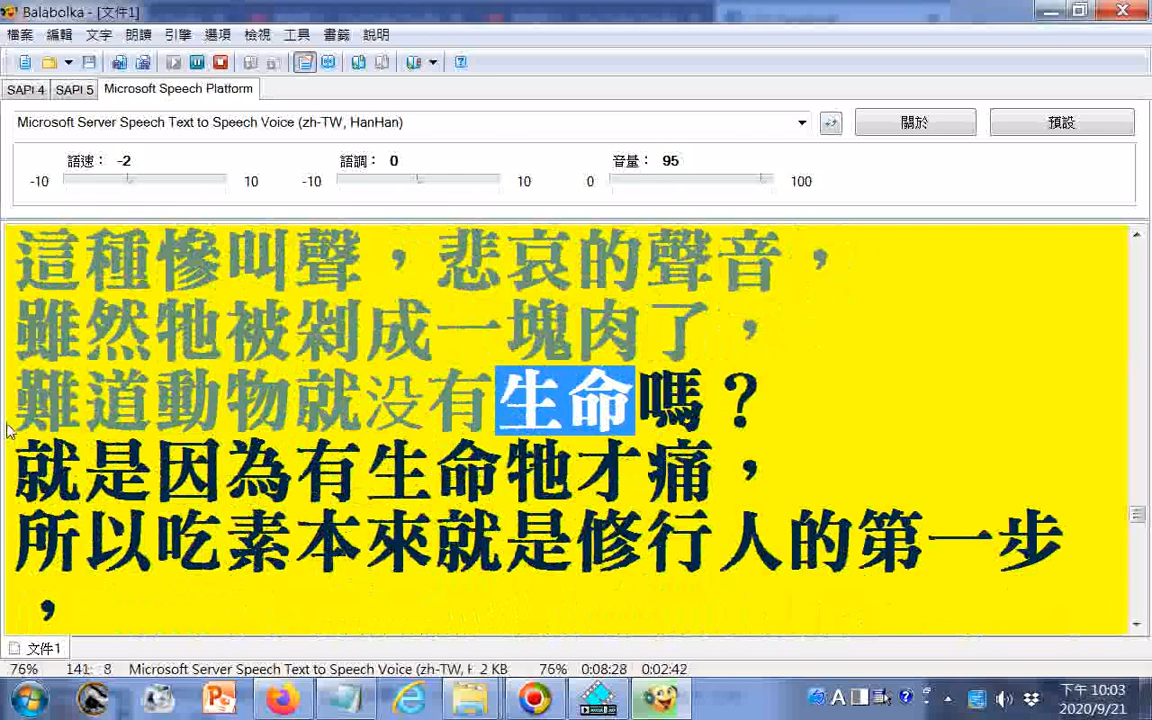 Balabolka - [文件1]
檔案 編輯 文字 朗讀 引擎 選項 檢視 工具 書籤 說明
SAPI 4 SAPI 5 Microsoft Speech Platform
Microsoft Server Speech Text to Speech Voice (zh-TW, HanHan) 關於 預設
語速： -2 語調： 0 音量： 95
-10 10 -10 10 0 100
這種慘叫聲，悲哀的聲音，
雖然牠被剁成一塊肉了，
難道動物就没有生命嗎？
就是因為有生命牠才痛，
所以吃素本來就是修行人的第一步
，
文件1
76% 141: 8 Microsoft Server Speech Text to Speech Voice (zh-TW, H 2 KB 76% 0:08:28 0:02:42
下午 10:03
2020/9/21